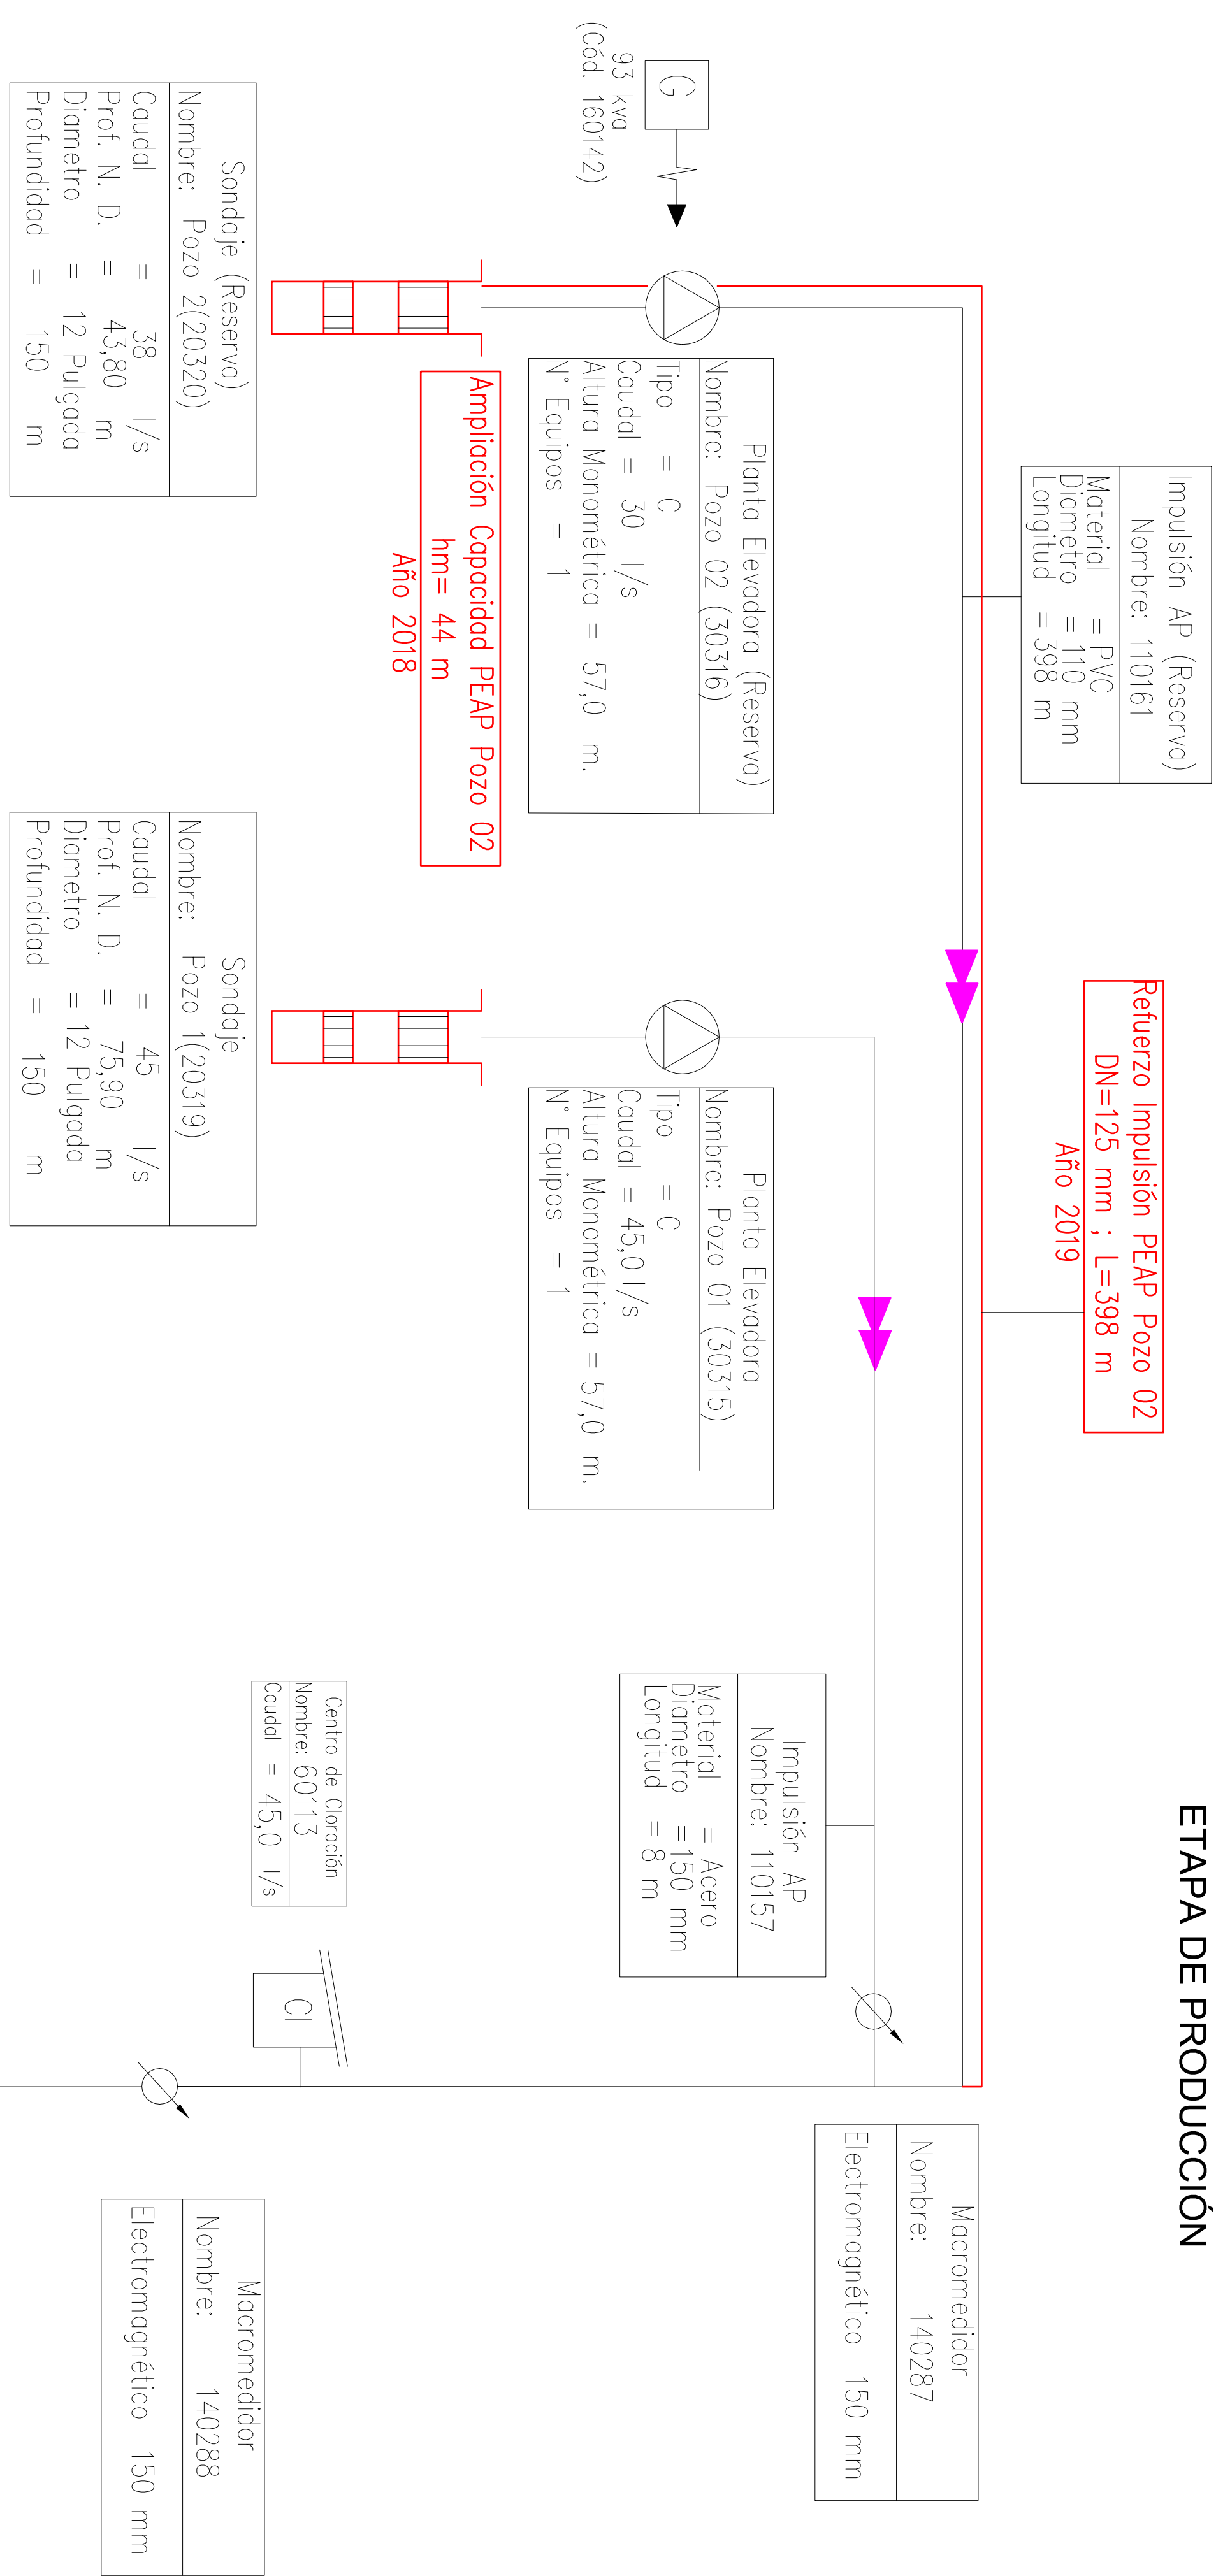 ETAPA DE PRODUCCIÓN
Impulsión AP (Reserva)
Nombre: 110161
Material = PVC
Diametro = 110 mm
Longitud = 398 m
Refuerzo Impulsión PEAP Pozo 02
DN=125 mm ; L=398 m
Año 2019
G
93 kva
(Cód. 160142)
Planta Elevadora (Reserva)
Nombre: Pozo 02 (30316)
Tipo = C
Caudal = 30 l/s
Altura Monométrica = 57,0 m.
N° Equipos = 1
Ampliación Capacidad PEAP Pozo 02
hm= 44 m
Año 2018
Sondaje (Reserva)
Nombre: Pozo 2(20320)
Caudal = 38 l/s
Prof. N. D. = 43,80 m
Diametro = 12 Pulgada
Profundidad = 150 m
Planta Elevadora
Nombre: Pozo 01 (30315)
Tipo = C
Caudal = 45,0 l/s
Altura Monométrica = 57,0 m.
N° Equipos = 1
Sondaje
Nombre: Pozo 1(20319)
Caudal = 45 l/s
Prof. N. D. = 75,90 m
Diametro = 12 Pulgada
Profundidad = 150 m
Impulsión AP
Nombre: 110157
Material = Acero
Diametro =150 mm
Longitud = 8 m
Centro de Cloración
Nombre: 60113
Caudal = 45,0 l/s
Cl
Macromedidor
Nombre: 140287
Electromagnético 150 mm
Macromedidor
Nombre: 140288
Electromagnético 150 mm